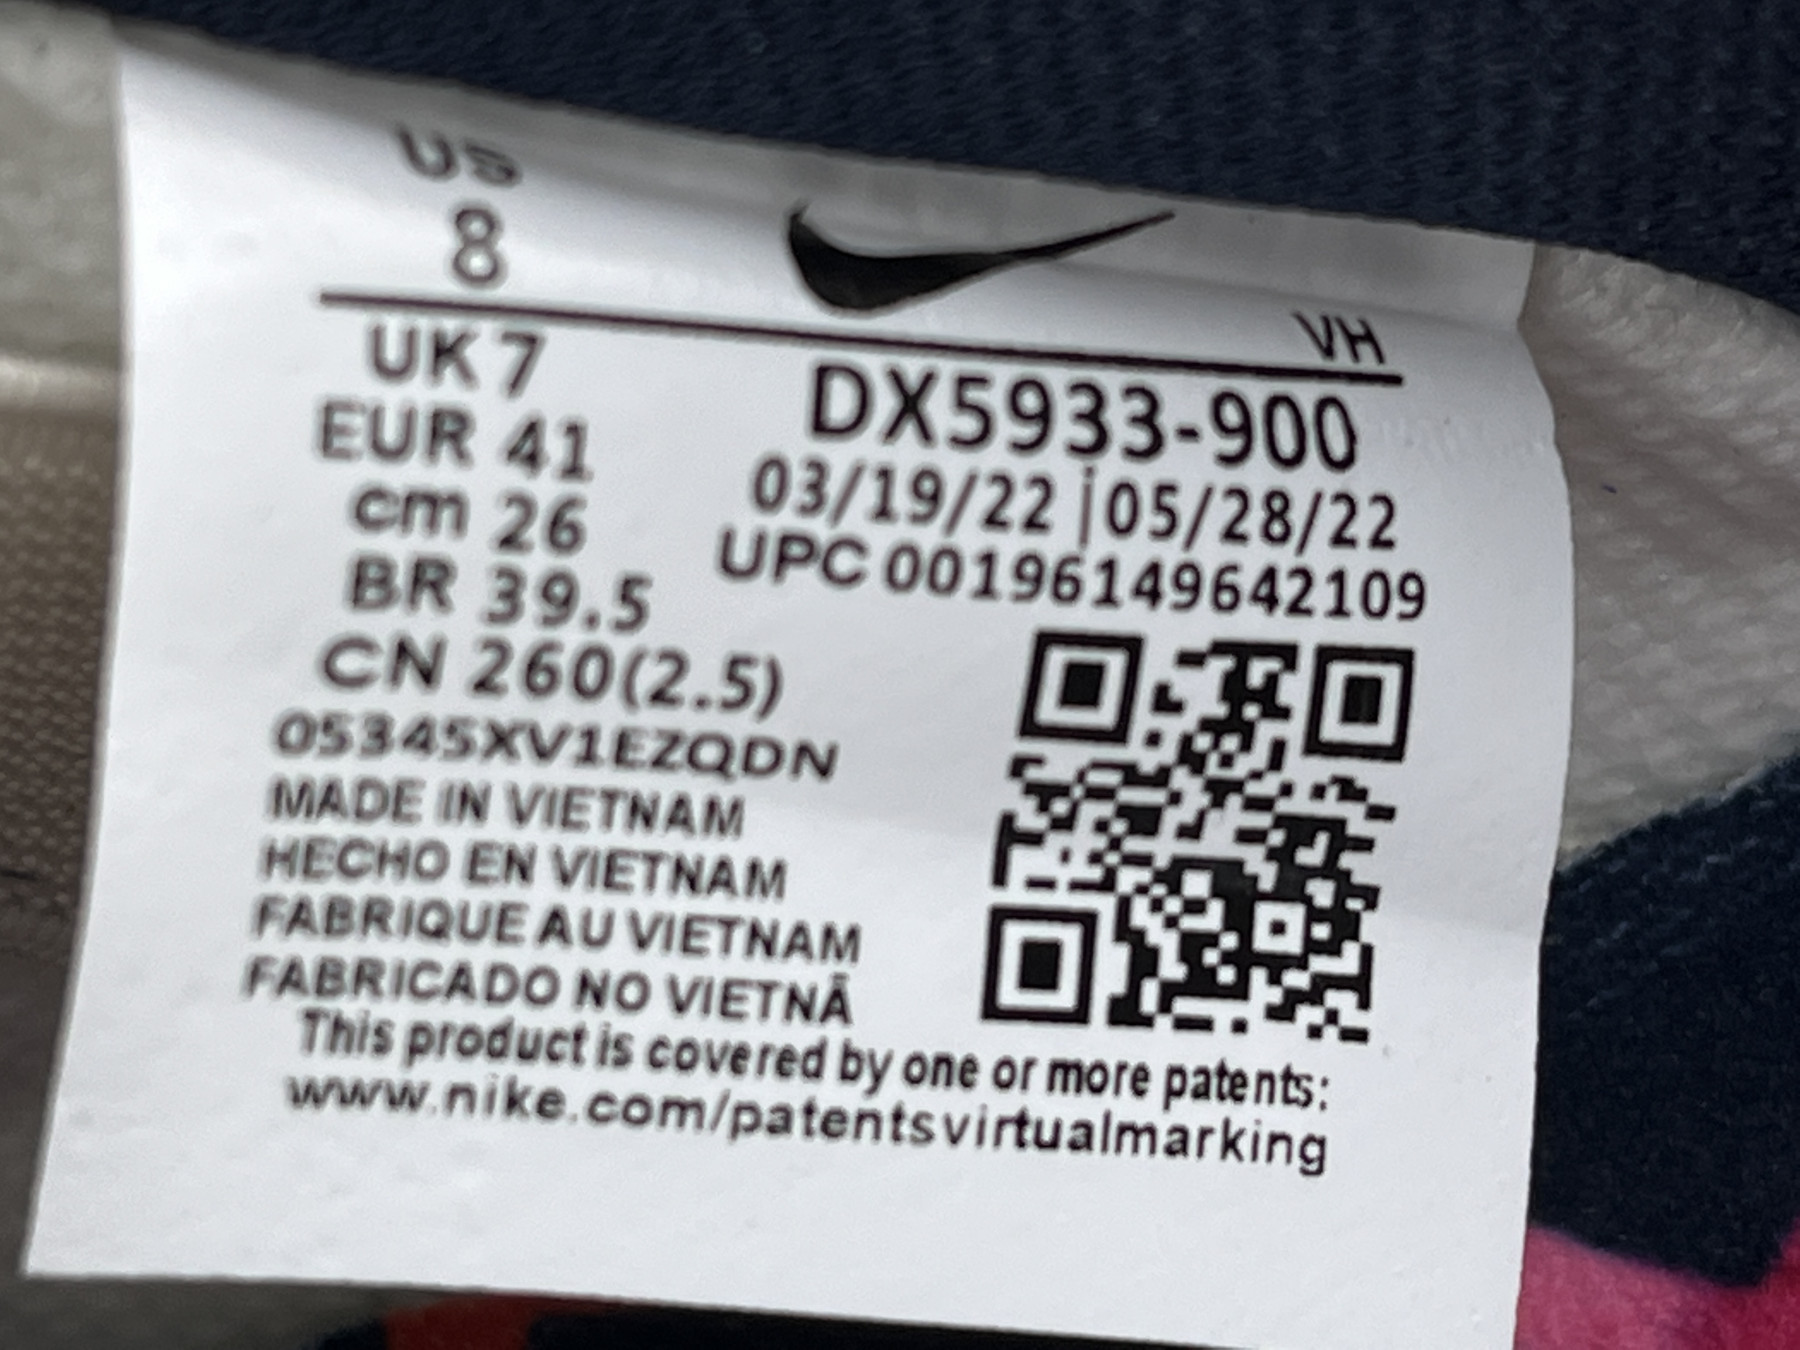 US
8
VH
UK 7
EUR 41
cm 26
BR 39.5
CN 260(2.5)
DX5933-900
03/19/22 | 05/28/22
UPC 00196149642109
05345XV1EZQDN
MADE IN VIETNAM
HECHO EN VIETNAM
FABRIQUE AU VIETNAM
FABRICADO NO VIETNÃ
This product is covered by one or more patents:
www.nike.com/patentsvirtualmarking